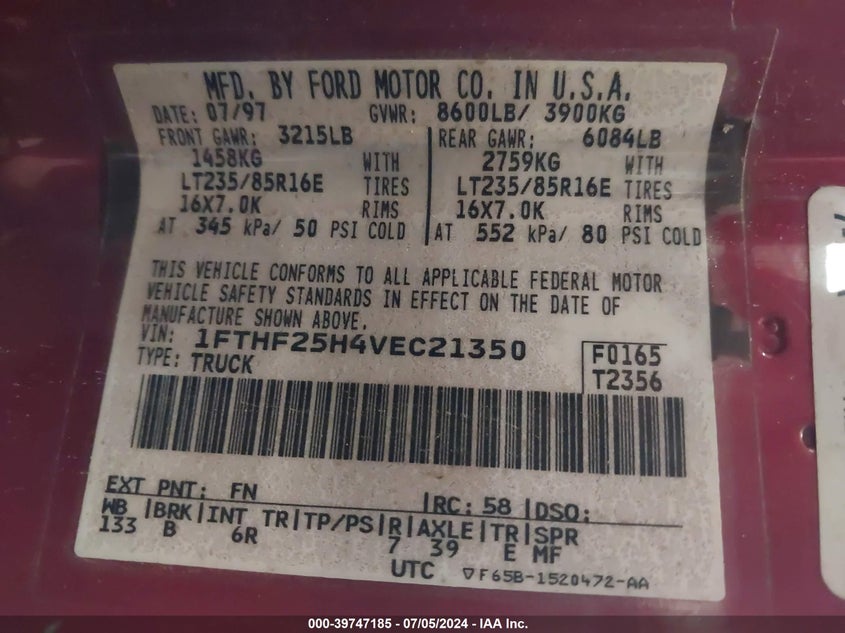 MFD. BY FORD MOTOR CO. IN U.S.A.
DATE: 07/97 GVWR: 8600LB/ 3900KG
FRONT GAWR: 3215LB REAR GAWR: 6084LB
1458KG WITH 2759KG WITH
LT235/85R16E TIRES LT235/85R16E TIRES
16X7.0K RIMS 16X7.0K RIMS
AT 345 kPa/ 50 PSI COLD AT 552 kPa/ 80 PSI COLD
THIS VEHICLE CONFORMS TO ALL APPLICABLE FEDERAL MOTOR
VEHICLE SAFETY STANDARDS IN EFFECT ON THE DATE OF
MANUFACTURE SHOWN ABOVE.
VIN: 1FTHF25H4VEC21350 F0165
TYPE: TRUCK T2356
EXT PNT: FN RC: 58 DSO:
WB BRK INT TR TP/PS R AXLE TR SPR
133 B 6R 7 39 E MF
UTC ▽F65B-1520472-AA
000-39747185 - 07/05/2024 - IAA Inc.